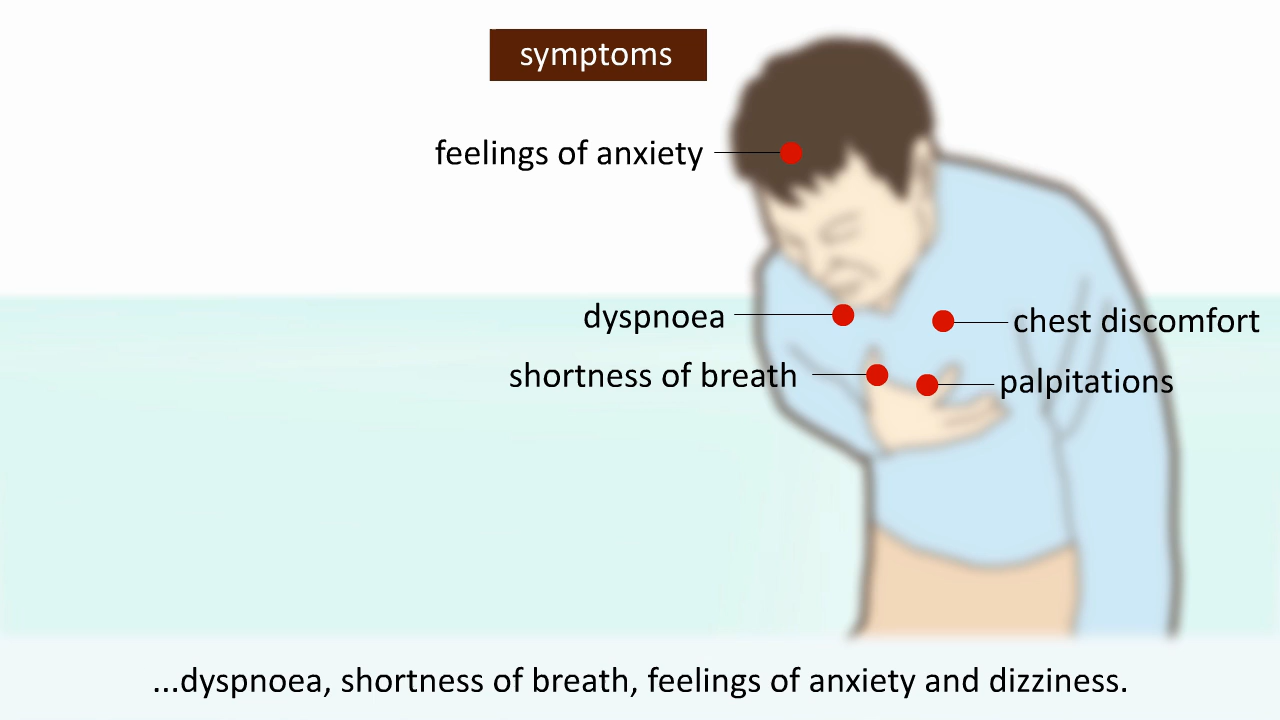 symptoms
feelings of anxiety
dyspnoea
chest discomfort
shortness of breath
palpitations
...dyspnoea, shortness of breath, feelings of anxiety and dizziness.